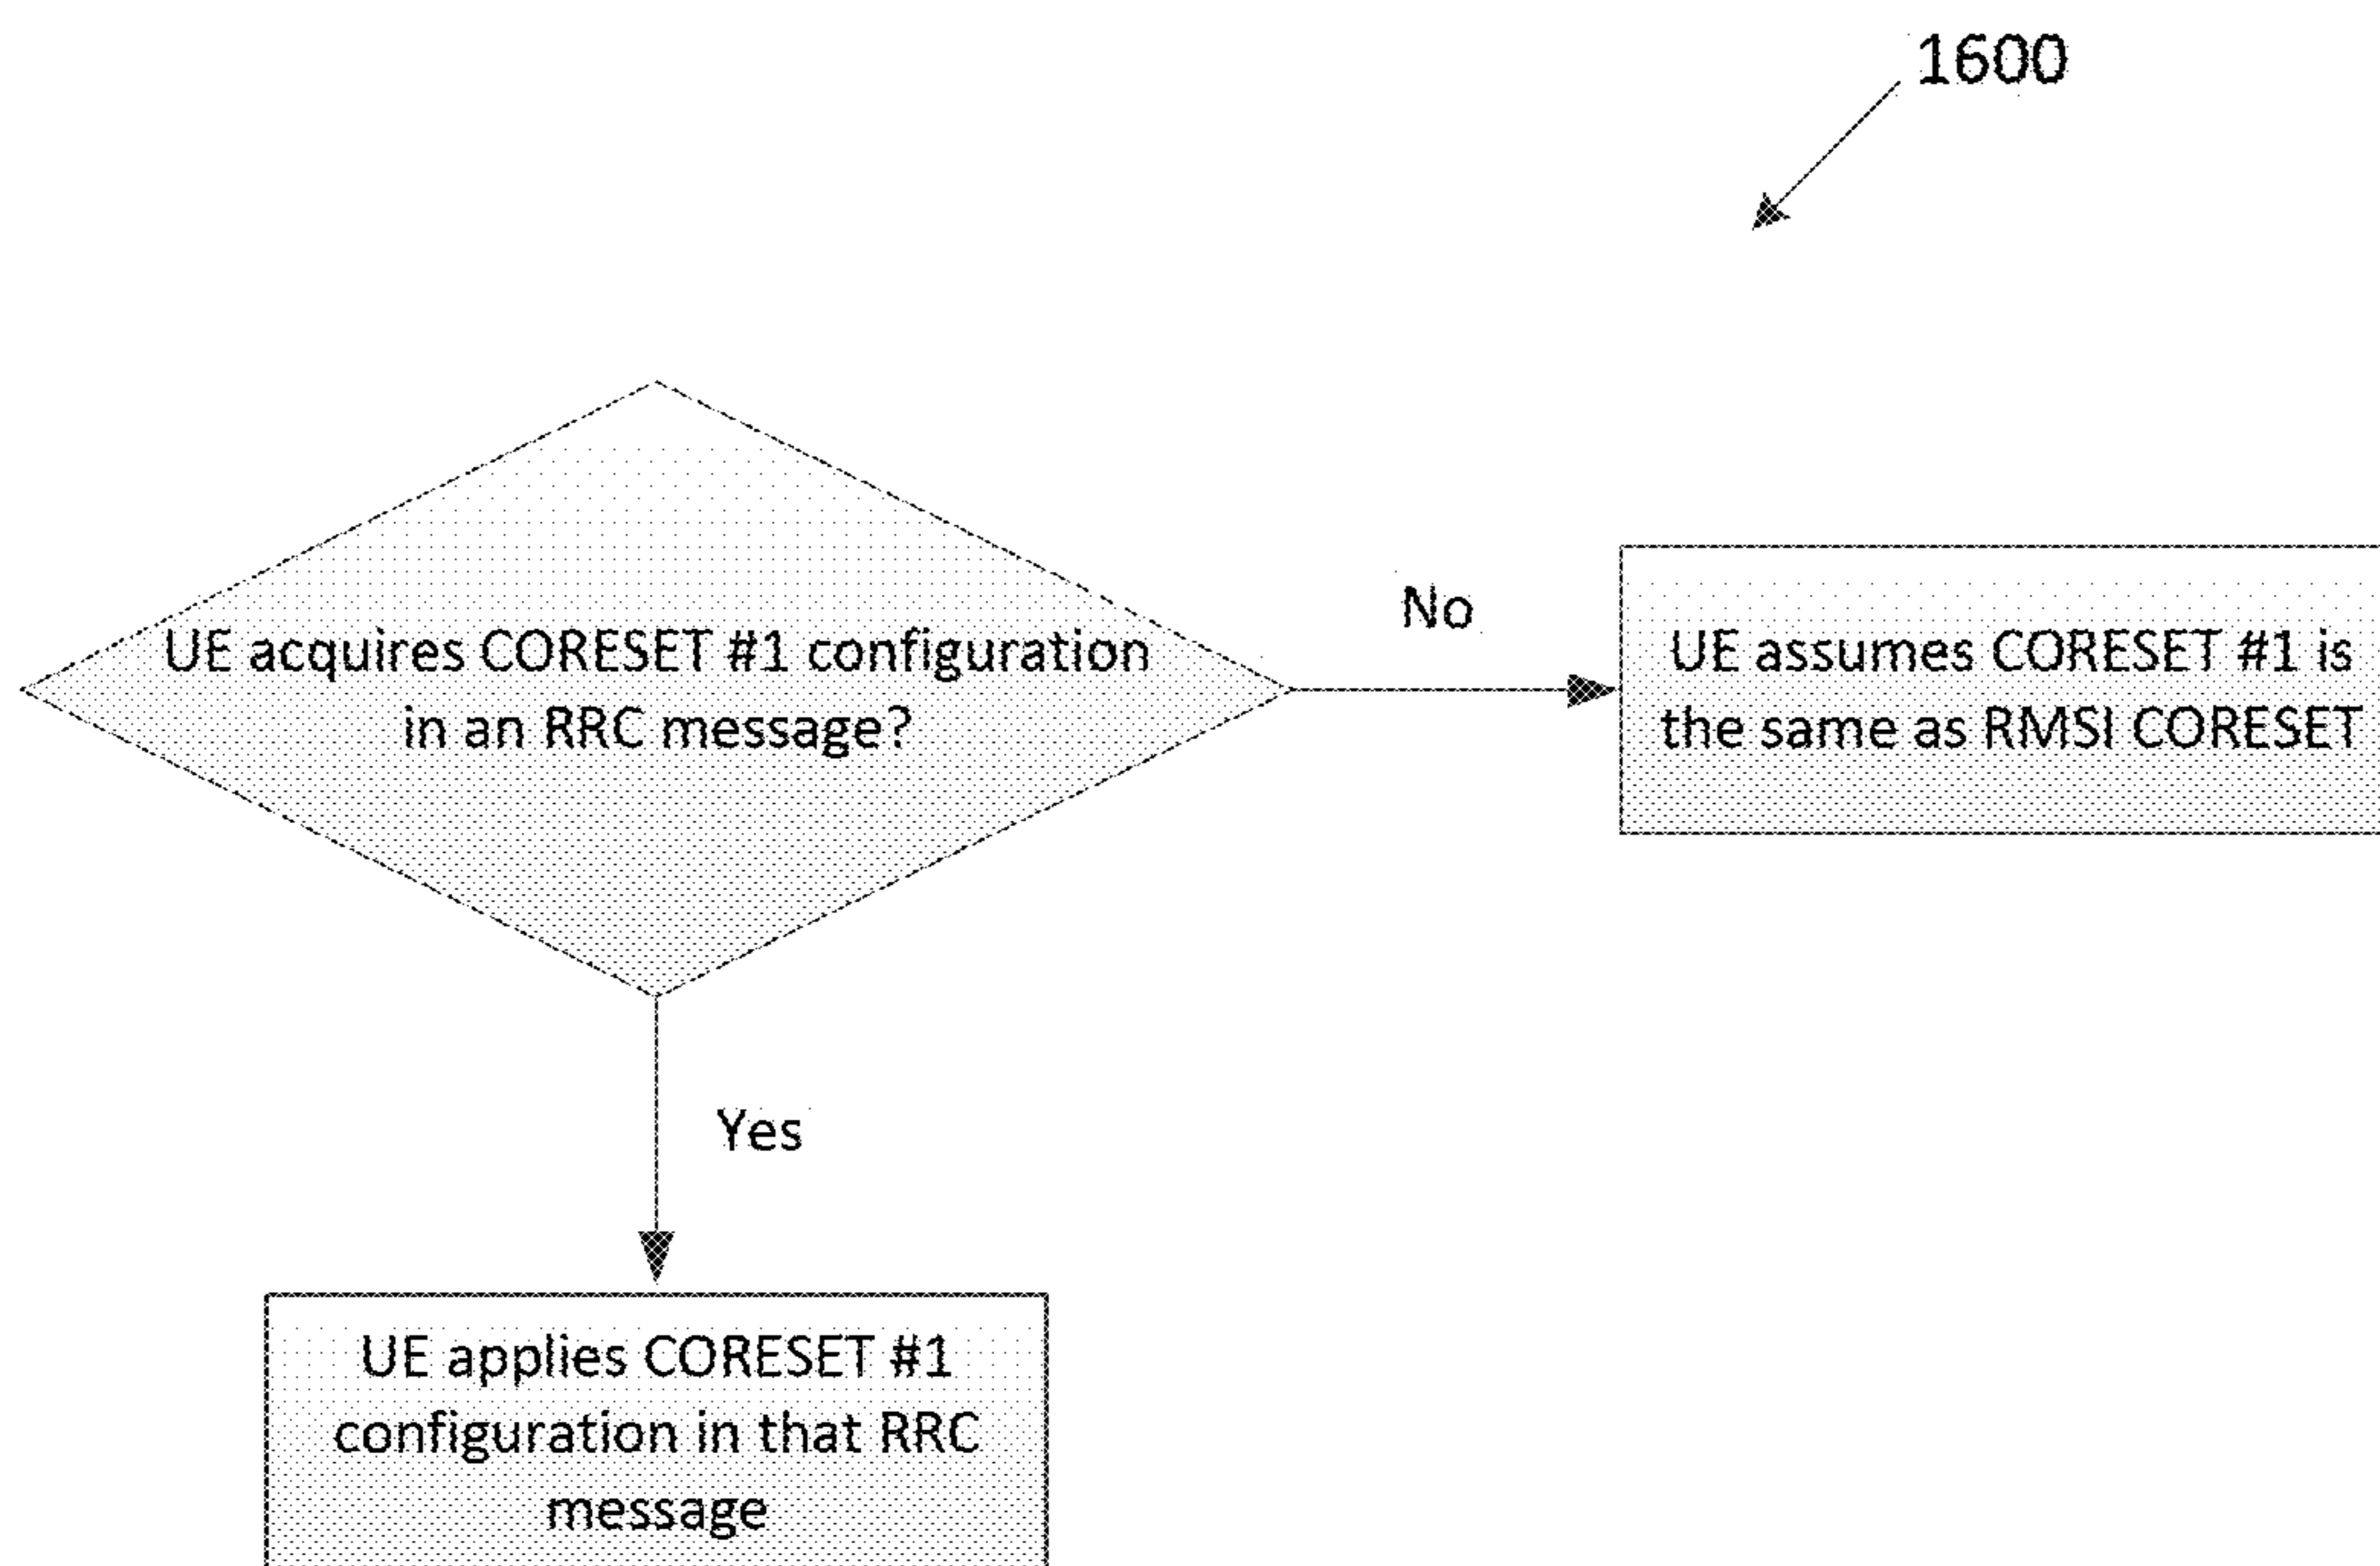 1600
UE acquires CORESET #1 configuration
in an RRC message?
No
UE assumes CORESET #1 is
the same as RMSI CORESET
Yes
UE applies CORESET #1
configuration in that RRC
message